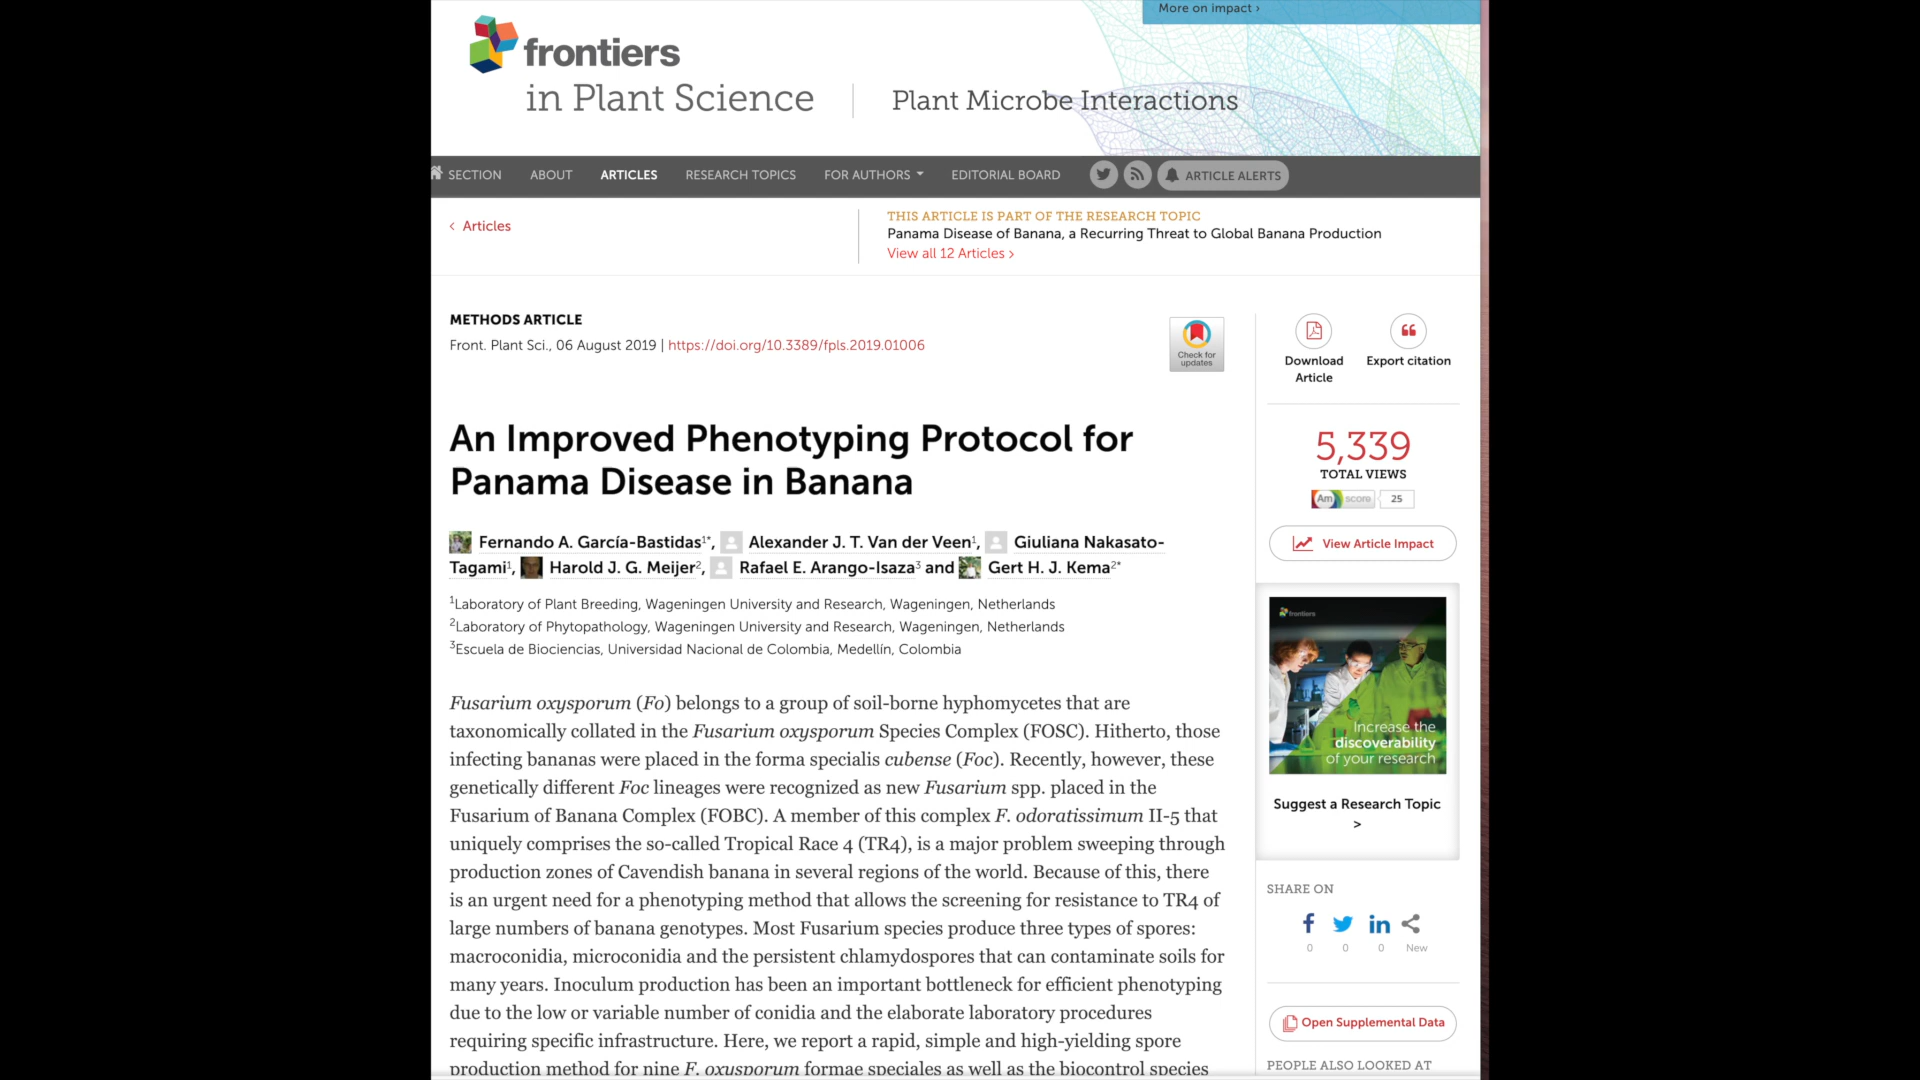 More on impact ›
frontiers
in Plant Science
Plant Microbe Interactions
SECTION
ABOUT
ARTICLES
RESEARCH TOPICS
FOR AUTHORS
EDITORIAL BOARD
ARTICLE ALERTS
‹ Articles
THIS ARTICLE IS PART OF THE RESEARCH TOPIC
Panama Disease of Banana, a Recurring Threat to Global Banana Production
View all 12 Articles ›
METHODS ARTICLE
Front. Plant Sci., 06 August 2019 | https://doi.org/10.3389/fpls.2019.01006
Check for
updates
An Improved Phenotyping Protocol for
Panama Disease in Banana
Fernando A. García-Bastidas1*, Alexander J. T. Van der Veen1, Giuliana Nakasato-
Tagami1, Harold J. G. Meijer2, Rafael E. Arango-Isaza3 and Gert H. J. Kema2*
1Laboratory of Plant Breeding, Wageningen University and Research, Wageningen, Netherlands
2Laboratory of Phytopathology, Wageningen University and Research, Wageningen, Netherlands
3Escuela de Biociencias, Universidad Nacional de Colombia, Medellín, Colombia
Fusarium oxysporum (Fo) belongs to a group of soil-borne hyphomycetes that are
taxonomically collated in the Fusarium oxysporum Species Complex (FOSC). Hitherto, those
infecting bananas were placed in the forma specialis cubense (Foc). Recently, however, these
genetically different Foc lineages were recognized as new Fusarium spp. placed in the
Fusarium of Banana Complex (FOBC). A member of this complex F. odoratissimum II-5 that
uniquely comprises the so-called Tropical Race 4 (TR4), is a major problem sweeping through
production zones of Cavendish banana in several regions of the world. Because of this, there
is an urgent need for a phenotyping method that allows the screening for resistance to TR4 of
large numbers of banana genotypes. Most Fusarium species produce three types of spores:
macroconidia, microconidia and the persistent chlamydospores that can contaminate soils for
many years. Inoculum production has been an important bottleneck for efficient phenotyping
due to the low or variable number of conidia and the elaborate laboratory procedures
requiring specific infrastructure. Here, we report a rapid, simple and high-yielding spore
production method for nine F. oxysporum formae speciales as well as the biocontrol species
Download
Article
Export citation
5,339
TOTAL VIEWS
Am score 25
View Article Impact
frontiers
Increase the
discoverability
of your research
Suggest a Research Topic
>
SHARE ON
0
0
0
New
Open Supplemental Data
PEOPLE ALSO LOOKED AT